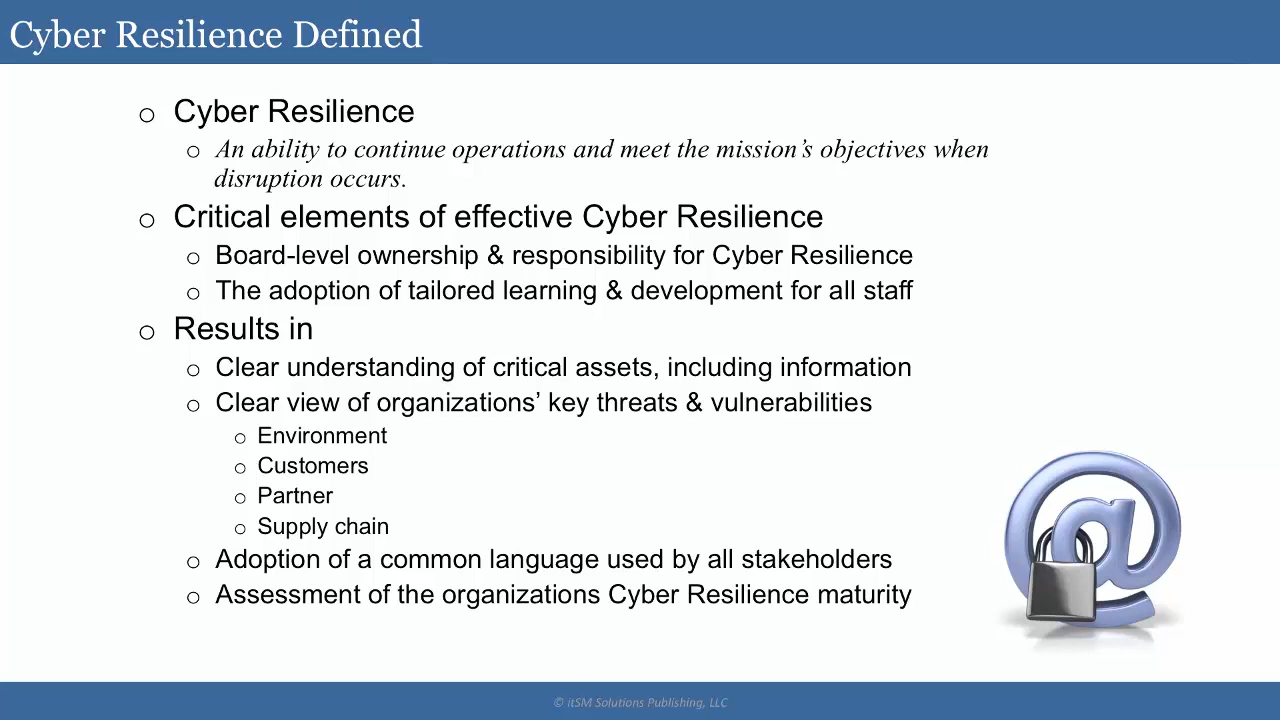 Cyber Resilience Defined
o Cyber Resilience
o An ability to continue operations and meet the mission’s objectives when
disruption occurs.
o Critical elements of effective Cyber Resilience
o Board-level ownership & responsibility for Cyber Resilience
o The adoption of tailored learning & development for all staff
o Results in
o Clear understanding of critical assets, including information
o Clear view of organizations’ key threats & vulnerabilities
o Environment
o Customers
o Partner
o Supply chain
o Adoption of a common language used by all stakeholders
o Assessment of the organizations Cyber Resilience maturity
@
© itSM Solutions Publishing, LLC